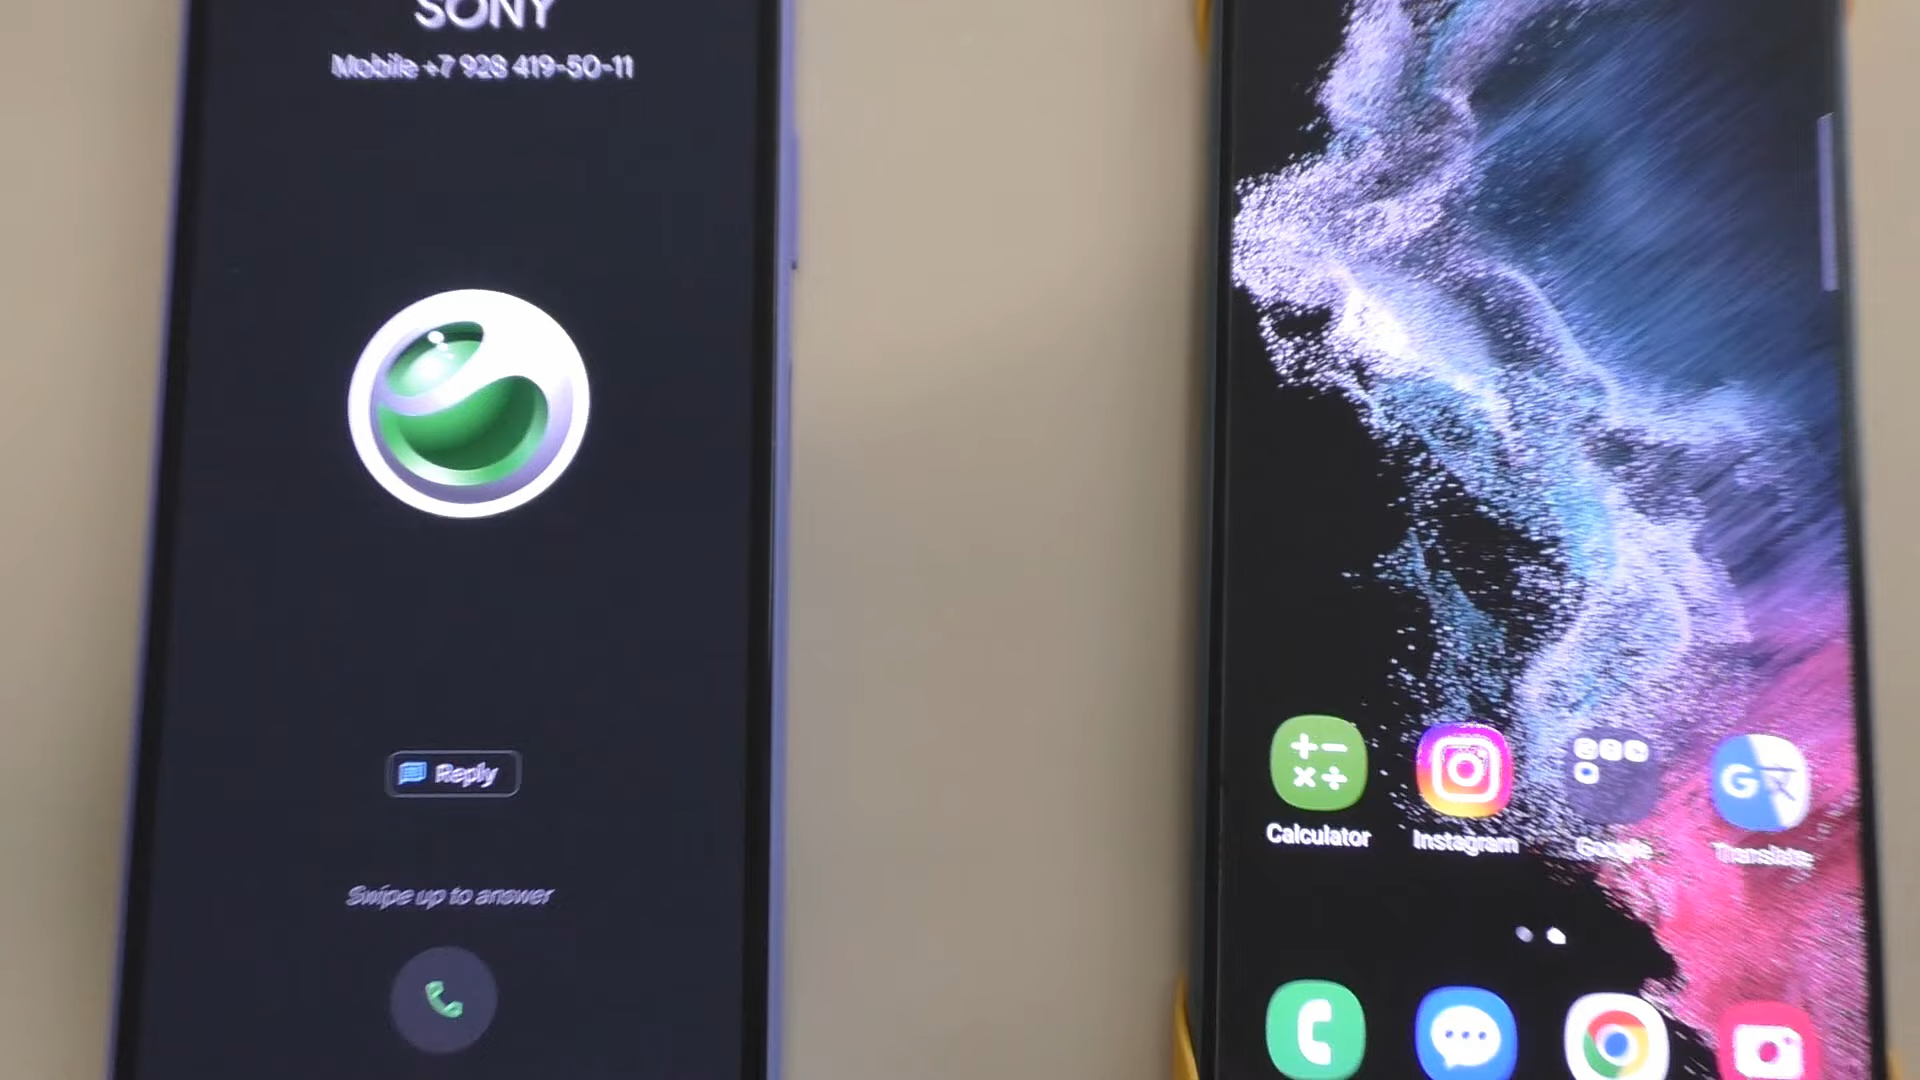 SONY
Mobile +7 928 419-50-11
Reply
Swipe up to answer
Calculator
Instagram
Google
Translate